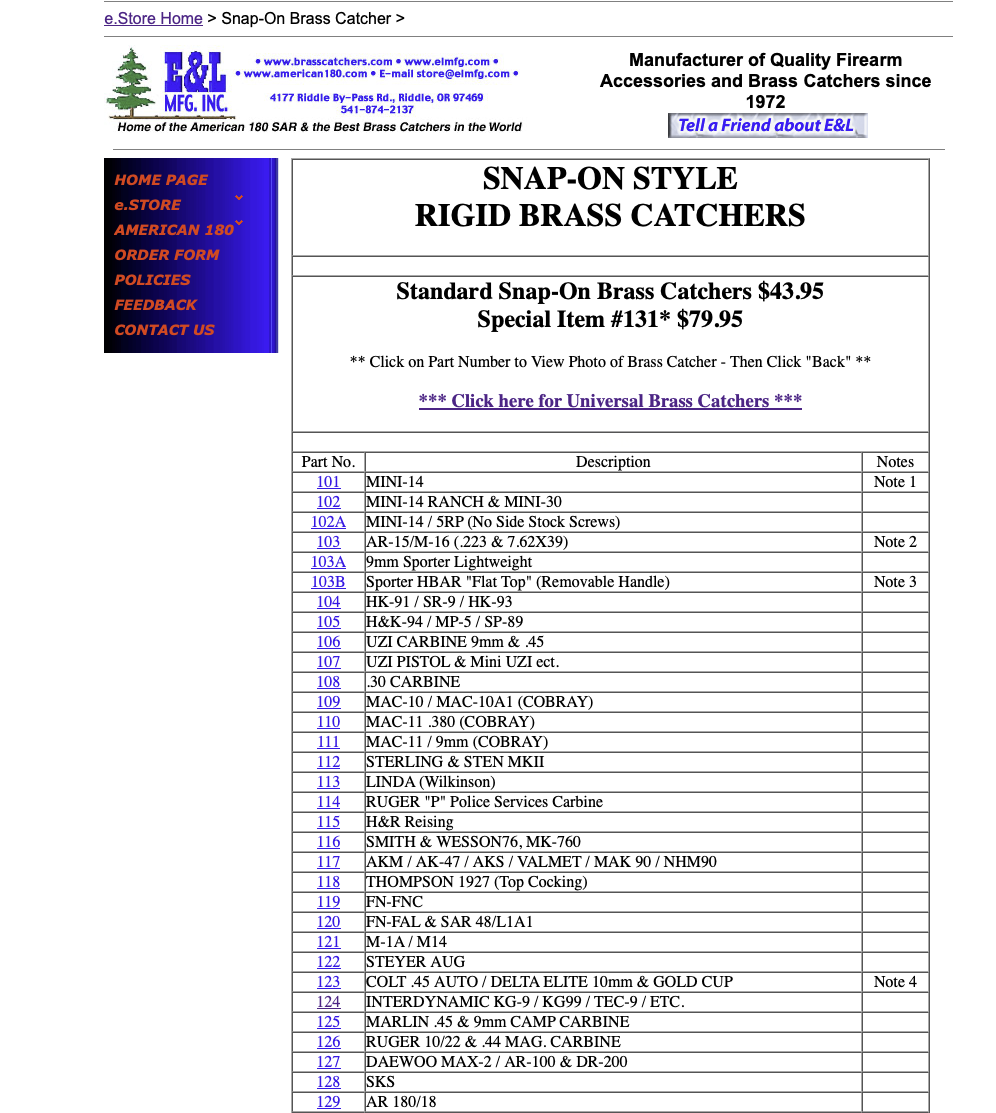 e.Store Home > Snap-On Brass Catcher >
E&L
MFG. INC.
• www.brasscatchers.com • www.elmfg.com •
• www.american180.com • E-mail store@elmfg.com •
4177 Riddle By-Pass Rd., Riddle, OR 97469
541-874-2137
Home of the American 180 SAR & the Best Brass Catchers in the World
Manufacturer of Quality Firearm
Accessories and Brass Catchers since
1972
Tell a Friend about E&L
HOME PAGE
e.STORE
AMERICAN 180
ORDER FORM
POLICIES
FEEDBACK
CONTACT US
SNAP-ON STYLE
RIGID BRASS CATCHERS
Standard Snap-On Brass Catchers $43.95
Special Item #131* $79.95
** Click on Part Number to View Photo of Brass Catcher - Then Click "Back" **
*** Click here for Universal Brass Catchers ***
Part No. Description Notes
101 MINI-14 Note 1
102 MINI-14 RANCH & MINI-30
102A MINI-14 / 5RP (No Side Stock Screws)
103 AR-15/M-16 (.223 & 7.62X39) Note 2
103A 9mm Sporter Lightweight
103B Sporter HBAR "Flat Top" (Removable Handle) Note 3
104 HK-91 / SR-9 / HK-93
105 H&K-94 / MP-5 / SP-89
106 UZI CARBINE 9mm & .45
107 UZI PISTOL & Mini UZI ect.
108 .30 CARBINE
109 MAC-10 / MAC-10A1 (COBRAY)
110 MAC-11 .380 (COBRAY)
111 MAC-11 / 9mm (COBRAY)
112 STERLING & STEN MKII
113 LINDA (Wilkinson)
114 RUGER "P" Police Services Carbine
115 H&R Reising
116 SMITH & WESSON76, MK-760
117 AKM / AK-47 / AKS / VALMET / MAK 90 / NHM90
118 THOMPSON 1927 (Top Cocking)
119 FN-FNC
120 FN-FAL & SAR 48/L1A1
121 M-1A / M14
122 STEYER AUG
123 COLT .45 AUTO / DELTA ELITE 10mm & GOLD CUP Note 4
124 INTERDYNAMIC KG-9 / KG99 / TEC-9 / ETC.
125 MARLIN .45 & 9mm CAMP CARBINE
126 RUGER 10/22 & .44 MAG. CARBINE
127 DAEWOO MAX-2 / AR-100 & DR-200
128 SKS
129 AR 180/18